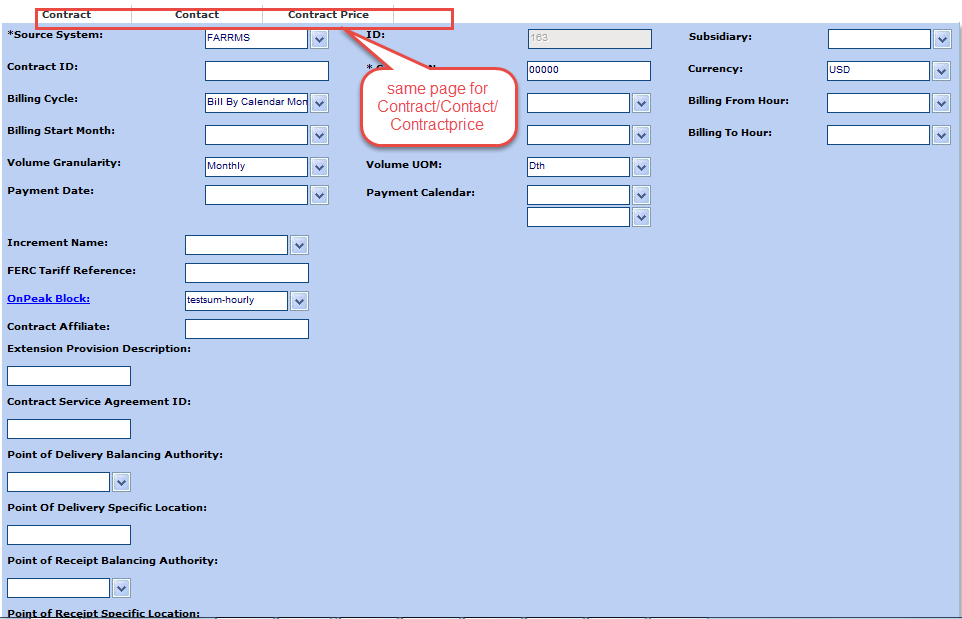 Contract Contact Contract Price
*Source System: FARRMS ID: 163 Subsidiary:
Contract ID: * 00000 Currency: USD
same page for
Contract/Contact/
Contractprice
Billing Cycle: Bill By Calendar Mon Billing From Hour:
Billing Start Month: Billing To Hour:
Volume Granularity: Monthly Volume UOM: Dth
Payment Date: Payment Calendar:
Increment Name:
FERC Tariff Reference:
OnPeak Block: testsum-hourly
Contract Affiliate:
Extension Provision Description:
Contract Service Agreement ID:
Point of Delivery Balancing Authority:
Point Of Delivery Specific Location:
Point of Receipt Balancing Authority:
Point of Receipt Specific Location: